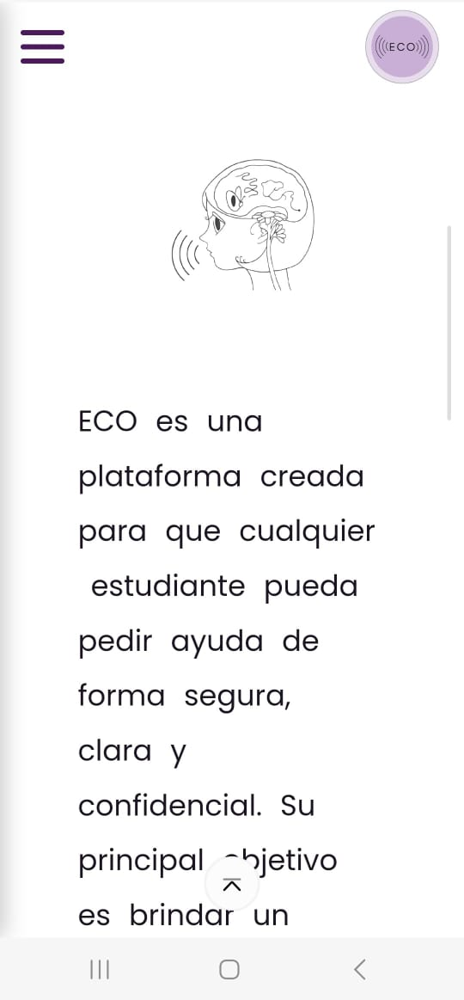 (((ECO)))
ECO es una
plataforma creada
para que cualquier
estudiante pueda
pedir ayuda de
forma segura,
clara y
confidencial. Su
principal objetivo
es brindar un